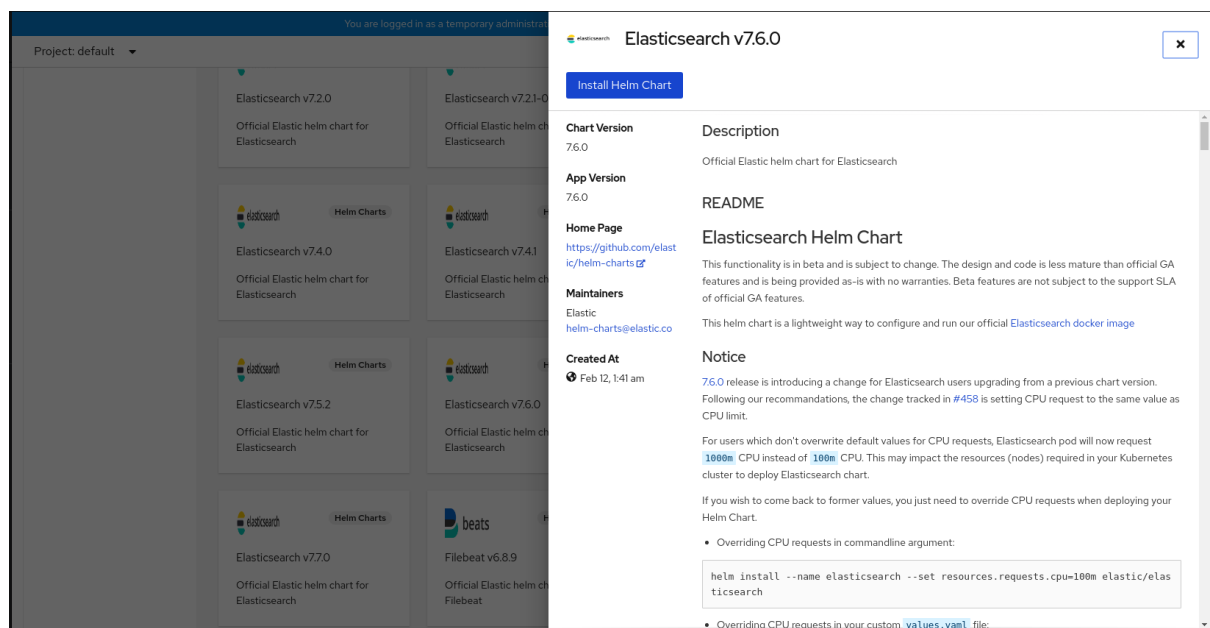 You are logged in as a temporary administrat
Project: default
Elasticsearch v7.2.0
Official Elastic helm chart for
Elasticsearch
Elasticsearch v7.2.1-0
Official Elastic helm ch
Elasticsearch
elasticsearch
Helm Charts
Elasticsearch v7.4.0
Official Elastic helm chart for
Elasticsearch
elasticsearch
H
Elasticsearch v7.4.1
Official Elastic helm ch
Elasticsearch
elasticsearch
Helm Charts
Elasticsearch v7.5.2
Official Elastic helm chart for
Elasticsearch
elasticsearch
H
Elasticsearch v7.6.0
Official Elastic helm ch
Elasticsearch
elasticsearch
Helm Charts
Elasticsearch v7.7.0
Official Elastic helm chart for
Elasticsearch
beats
H
Filebeat v6.8.9
Official Elastic helm ch
Filebeat
elasticsearch
Elasticsearch v7.6.0
Install Helm Chart
Chart Version
7.6.0
App Version
7.6.0
Home Page
https://github.com/elast
ic/helm-charts
Maintainers
Elastic
helm-charts@elastic.co
Created At
Feb 12, 1:41 am
Description
Official Elastic helm chart for Elasticsearch
README
Elasticsearch Helm Chart
This functionality is in beta and is subject to change. The design and code is less mature than official GA
features and is being provided as-is with no warranties. Beta features are not subject to the support SLA
of official GA features.
This helm chart is a lightweight way to configure and run our official Elasticsearch docker image
Notice
7.6.0 release is introducing a change for Elasticsearch users upgrading from a previous chart version.
Following our recommandations, the change tracked in #458 is setting CPU request to the same value as
CPU limit.
For users which don't overwrite default values for CPU requests, Elasticsearch pod will now request
1000m CPU instead of 100m CPU. This may impact the resources (nodes) required in your Kubernetes
cluster to deploy Elasticsearch chart.
If you wish to come back to former values, you just need to override CPU requests when deploying your
Helm Chart.
• Overriding CPU requests in commandline argument:
helm install --name elasticsearch --set resources.requests.cpu=100m elastic/elas
ticsearch
• Overriding CPU requests in your custom values.yaml file: